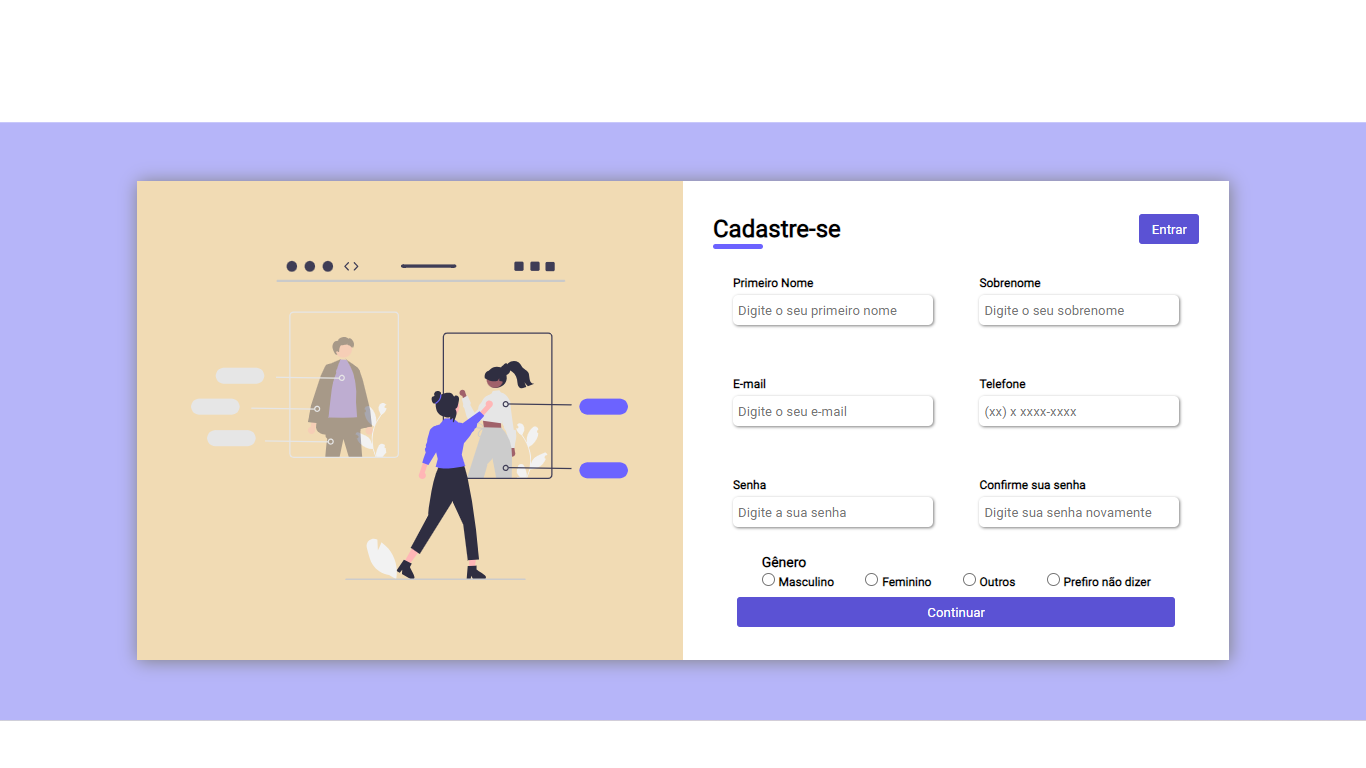 Cadastre-se
Entrar
Primeiro Nome
Sobrenome
Digite o seu primeiro nome
Digite o seu sobrenome
E-mail
Telefone
Digite o seu e-mail
(xx) x xxxx-xxxx
Senha
Confirme sua senha
Digite a sua senha
Digite sua senha novamente
Gênero
Masculino Feminino Outros Prefiro não dizer
Continuar